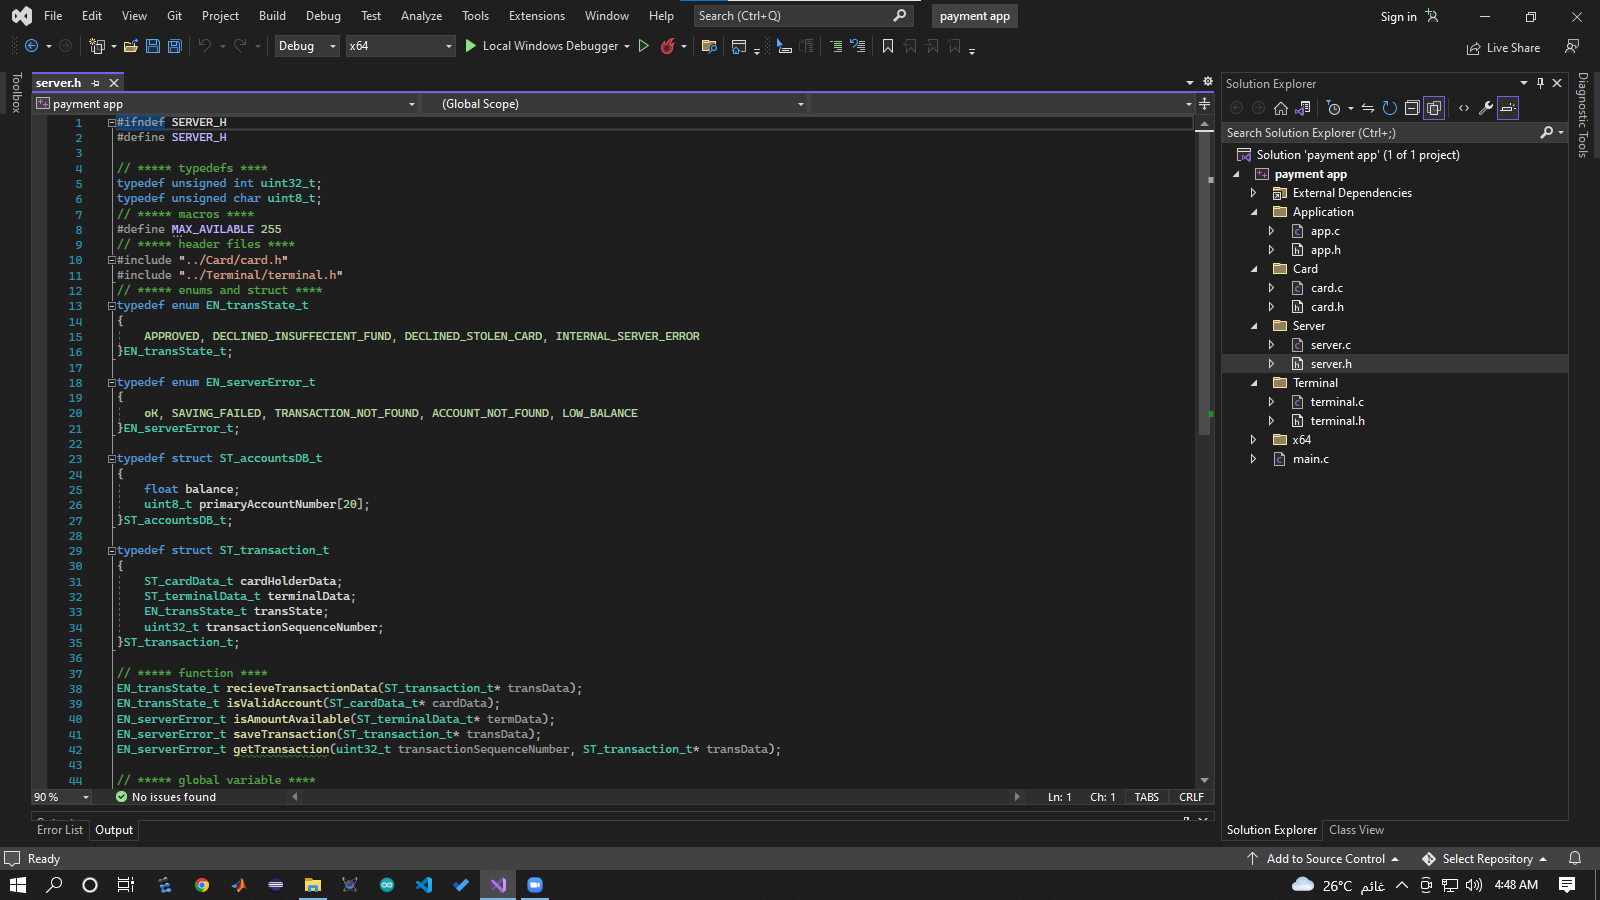 File Edit View Git Project Build Debug Test Analyze Tools Extensions Window Help Search (Ctrl+Q) payment app Sign in
Debug x64 Local Windows Debugger Live Share
Toolbox
server.h
payment app (Global Scope)
1 #ifndef SERVER_H
2 #define SERVER_H
3
4 // ***** typedefs ****
5 typedef unsigned int uint32_t;
6 typedef unsigned char uint8_t;
7 // ***** macros ****
8 #define MAX_AVILABLE 255
9 // ***** header files ****
10 #include "../Card/card.h"
11 #include "../Terminal/terminal.h"
12 // ***** enums and struct ****
13 typedef enum EN_transState_t
14 {
15 APPROVED, DECLINED_INSUFFECIENT_FUND, DECLINED_STOLEN_CARD, INTERNAL_SERVER_ERROR
16 }EN_transState_t;
17
18 typedef enum EN_serverError_t
19 {
20 oK, SAVING_FAILED, TRANSACTION_NOT_FOUND, ACCOUNT_NOT_FOUND, LOW_BALANCE
21 }EN_serverError_t;
22
23 typedef struct ST_accountsDB_t
24 {
25 float balance;
26 uint8_t primaryAccountNumber[20];
27 }ST_accountsDB_t;
28
29 typedef struct ST_transaction_t
30 {
31 ST_cardData_t cardHolderData;
32 ST_terminalData_t terminalData;
33 EN_transState_t transState;
34 uint32_t transactionSequenceNumber;
35 }ST_transaction_t;
36
37 // ***** function ****
38 EN_transState_t recieveTransactionData(ST_transaction_t* transData);
39 EN_transState_t isValidAccount(ST_cardData_t* cardData);
40 EN_serverError_t isAmountAvailable(ST_terminalData_t* termData);
41 EN_serverError_t saveTransaction(ST_transaction_t* transData);
42 EN_serverError_t getTransaction(uint32_t transactionSequenceNumber, ST_transaction_t* transData);
43
44 // ***** global variable ****
90 % No issues found Ln: 1 Ch: 1 TABS CRLF
Error List Output
Solution Explorer
Search Solution Explorer (Ctrl+;)
Solution 'payment app' (1 of 1 project)
payment app
External Dependencies
Application
app.c
app.h
Card
card.c
card.h
Server
server.c
server.h
Terminal
terminal.c
terminal.h
x64
main.c
Solution Explorer Class View
Diagnostic Tools
Ready Add to Source Control Select Repository
26°C غائم 4:48 AM